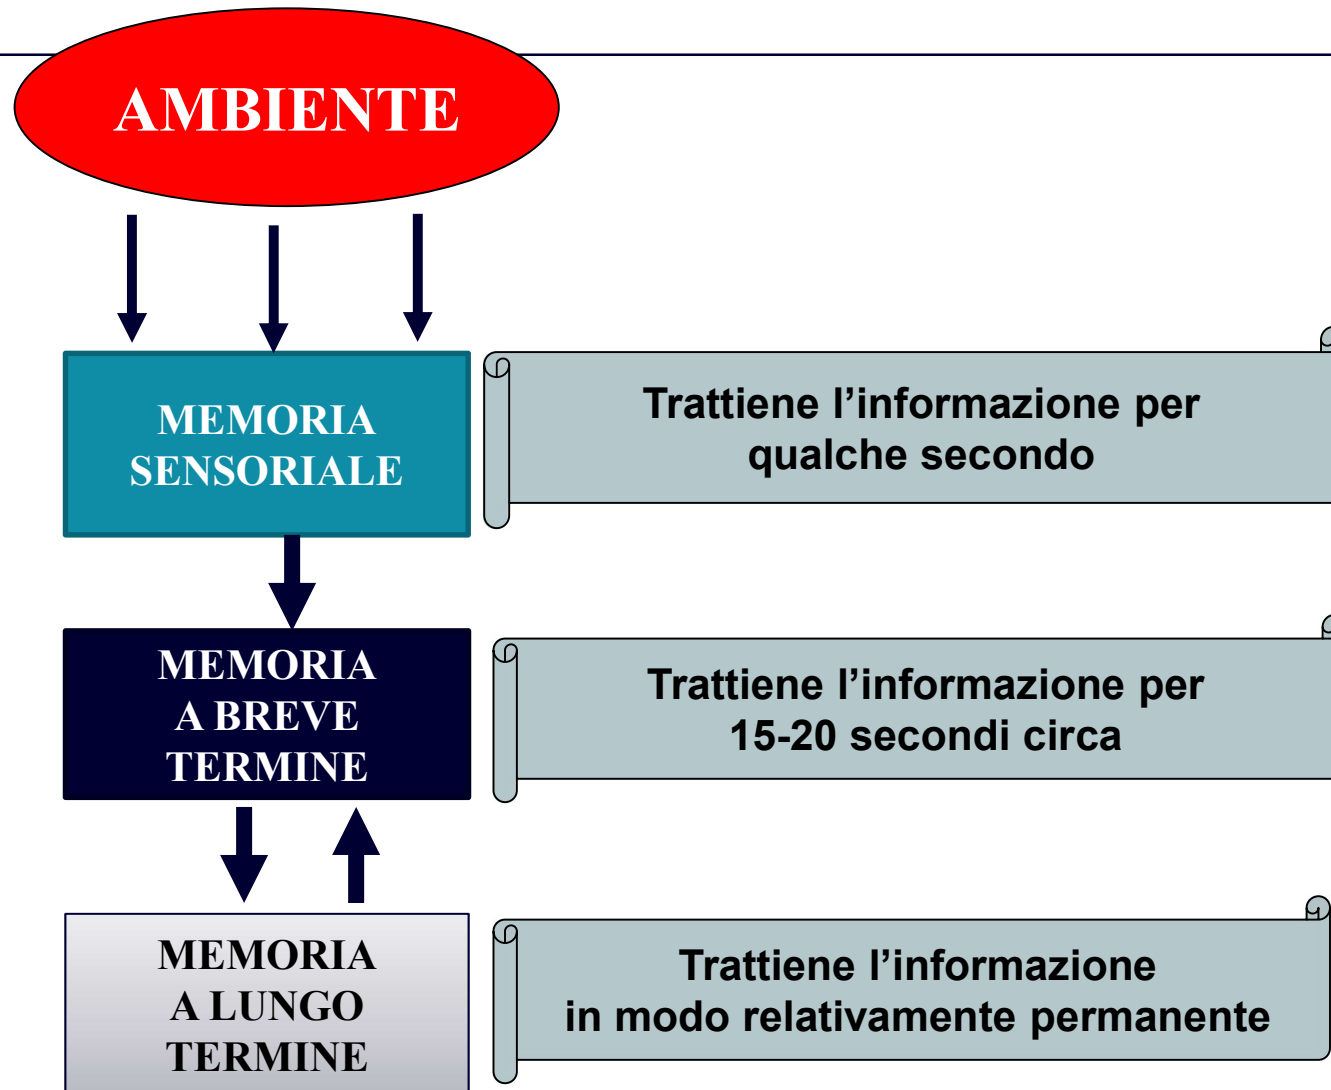 AMBIENTE
MEMORIA
SENSORIALE
Trattiene l’informazione per
qualche secondo
MEMORIA
A BREVE
TERMINE
Trattiene l’informazione per
15-20 secondi circa
MEMORIA
A LUNGO
TERMINE
Trattiene l’informazione
in modo relativamente permanente